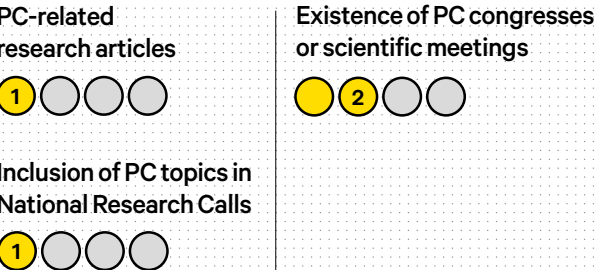 PC-related
research articles
1
Inclusion of PC topics in
National Research Calls
1
Existence of PC congresses
or scientific meetings
2